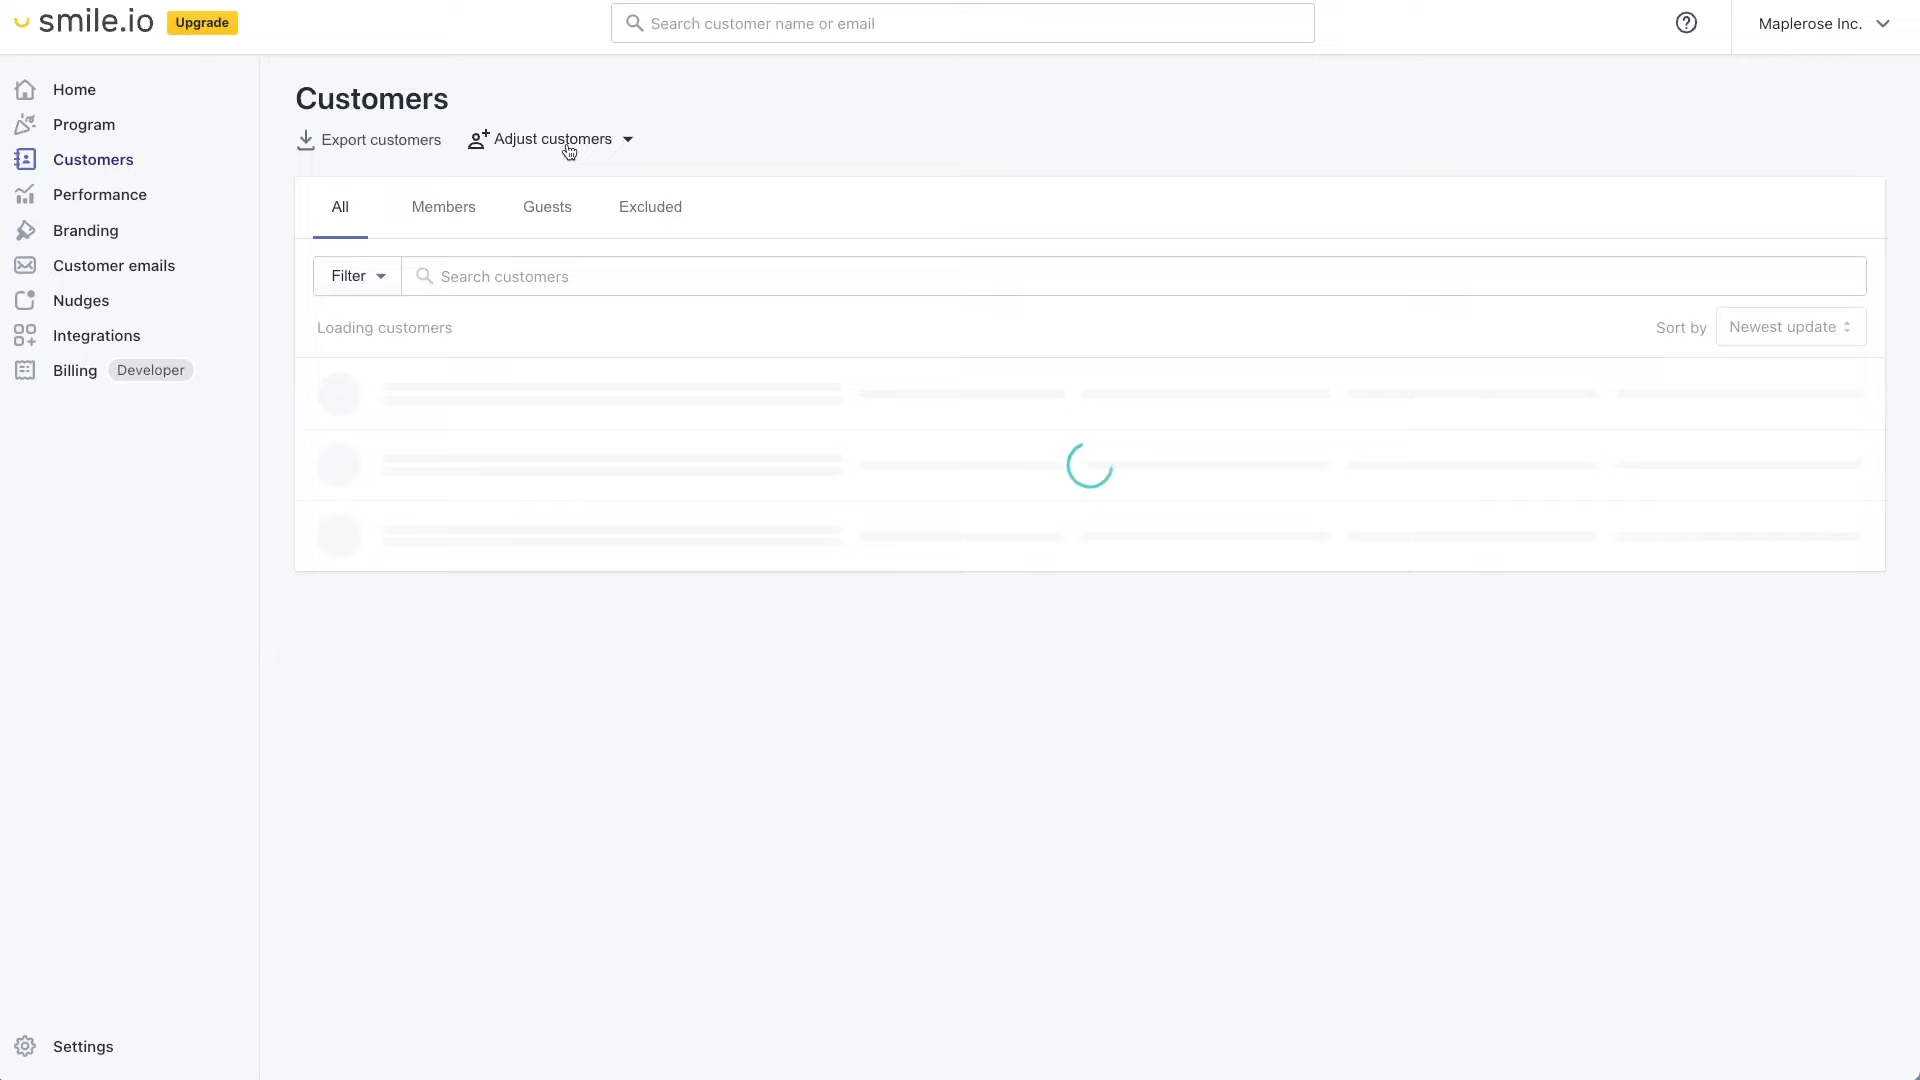 smile.io
Upgrade
Search customer name or email
Maplerose Inc.
Home
Program
Customers
Performance
Branding
Customer emails
Nudges
Integrations
Billing Developer
Settings
Customers
Export customers
Adjust customers
All
Members
Guests
Excluded
Filter
Search customers
Loading customers
Sort by
Newest update